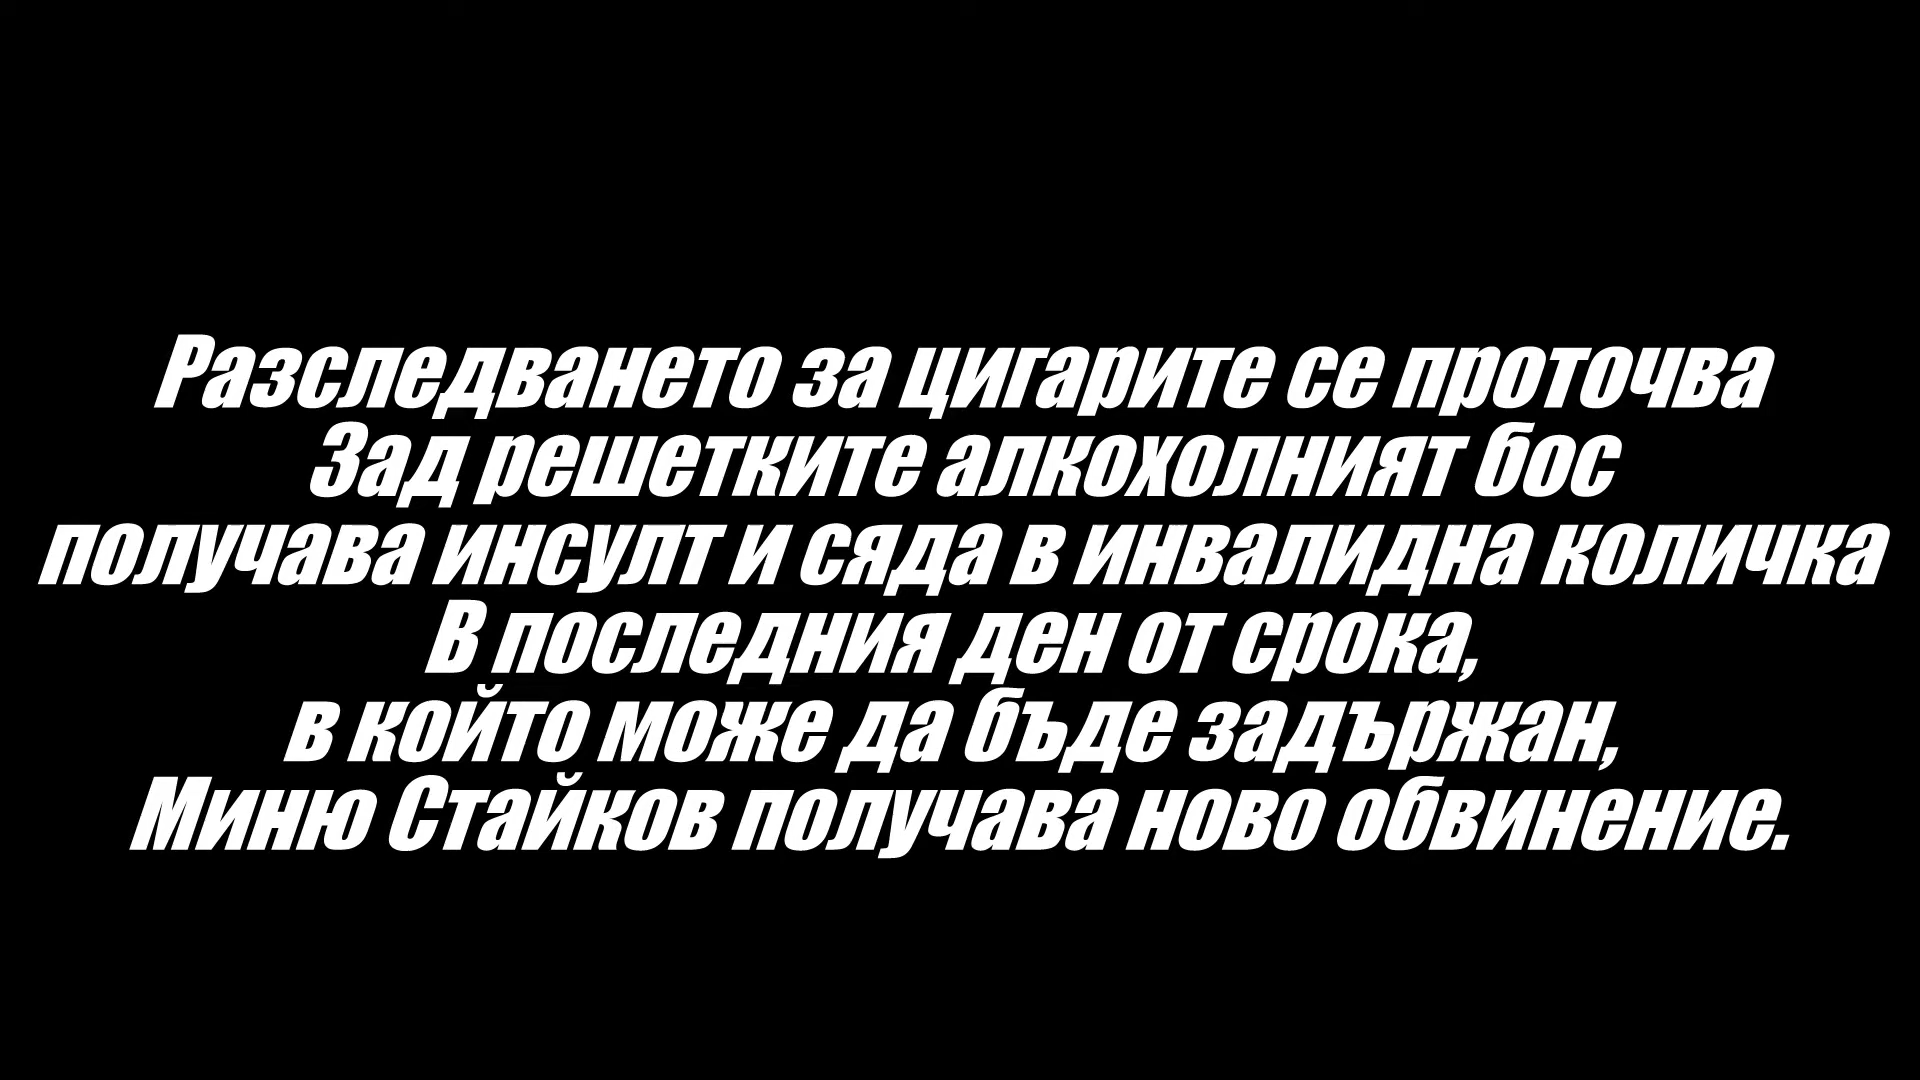 Разследването за цигарите се проточва
Зад решетките алкохолният бос
получава инсулт и сяда в инвалидна количка
В последния ден от срока,
в който може да бъде задържан,
Миню Стайков получава ново обвинение.